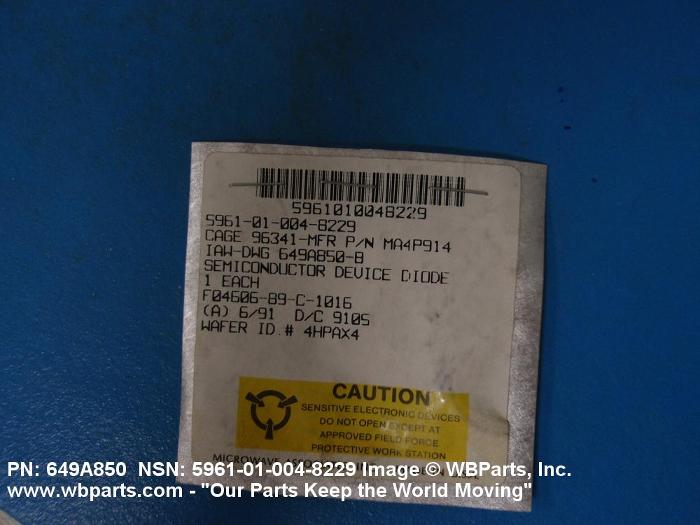 5961010048229
5961-01-004-8229
CAGE 96341-MFR P/N MA4P914
IAW-DWG 649A850-B
SEMICONDUCTOR DEVICE DIODE
1 EACH
F04606-89-C-1016
(A) 6/91 D/C 9105
WAFER ID.# 4HPAX4
CAUTION
SENSITIVE ELECTRONIC DEVICES
DO NOT OPEN EXCEPT AT
APPROVED FIELD FORCE
PROTECTIVE WORK STATION
MICROWAVE
PN: 649A850 NSN: 5961-01-004-8229 Image © WBParts, Inc.
www.wbparts.com - "Our Parts Keep the World Moving"